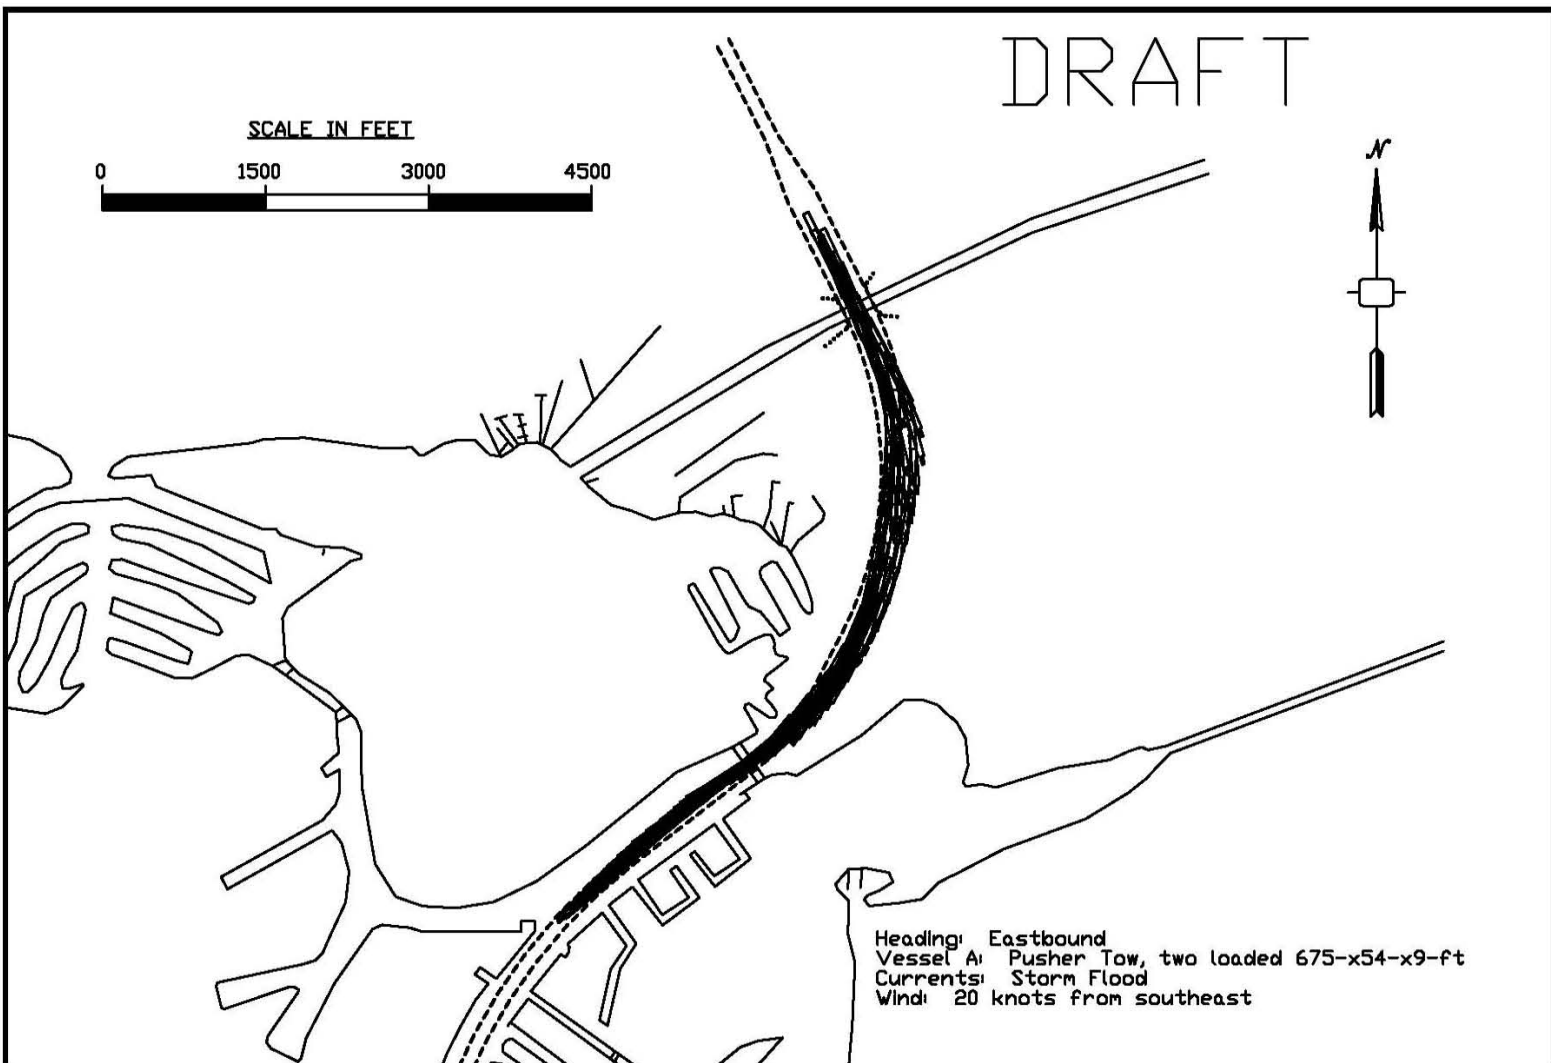 DRAFT
SCALE IN FEET
0 1500 3000 4500
N
Heading: Eastbound
Vessel A: Pusher Tow, two loaded 675-x54-x9-ft
Currents: Storm Flood
Wind: 20 knots from southeast